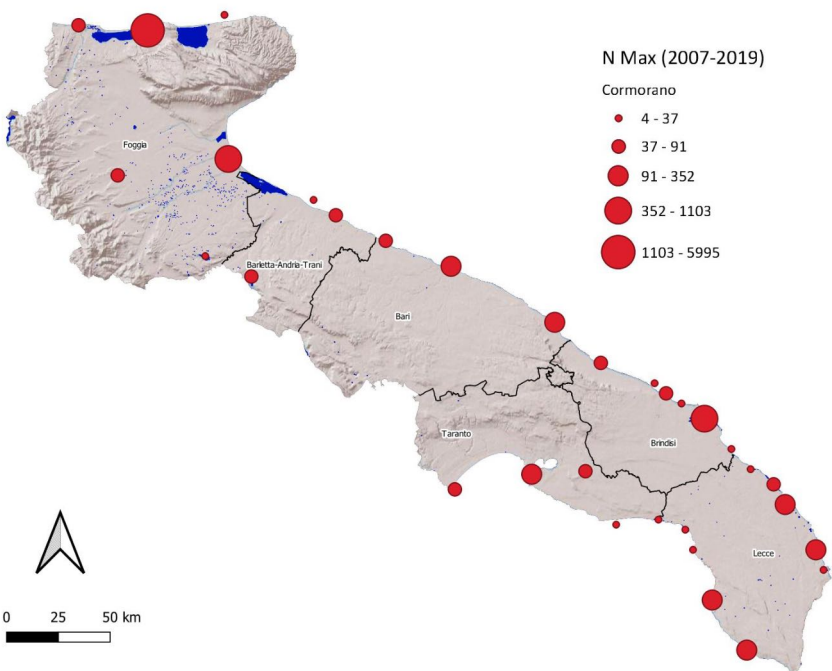 N Max (2007-2019)
Cormorano
4 - 37
37 - 91
91 - 352
352 - 1103
1103 - 5995
Foggia
Barletta-Andria-Trani
Bari
Taranto
Brindisi
Lecce
0 25 50 km